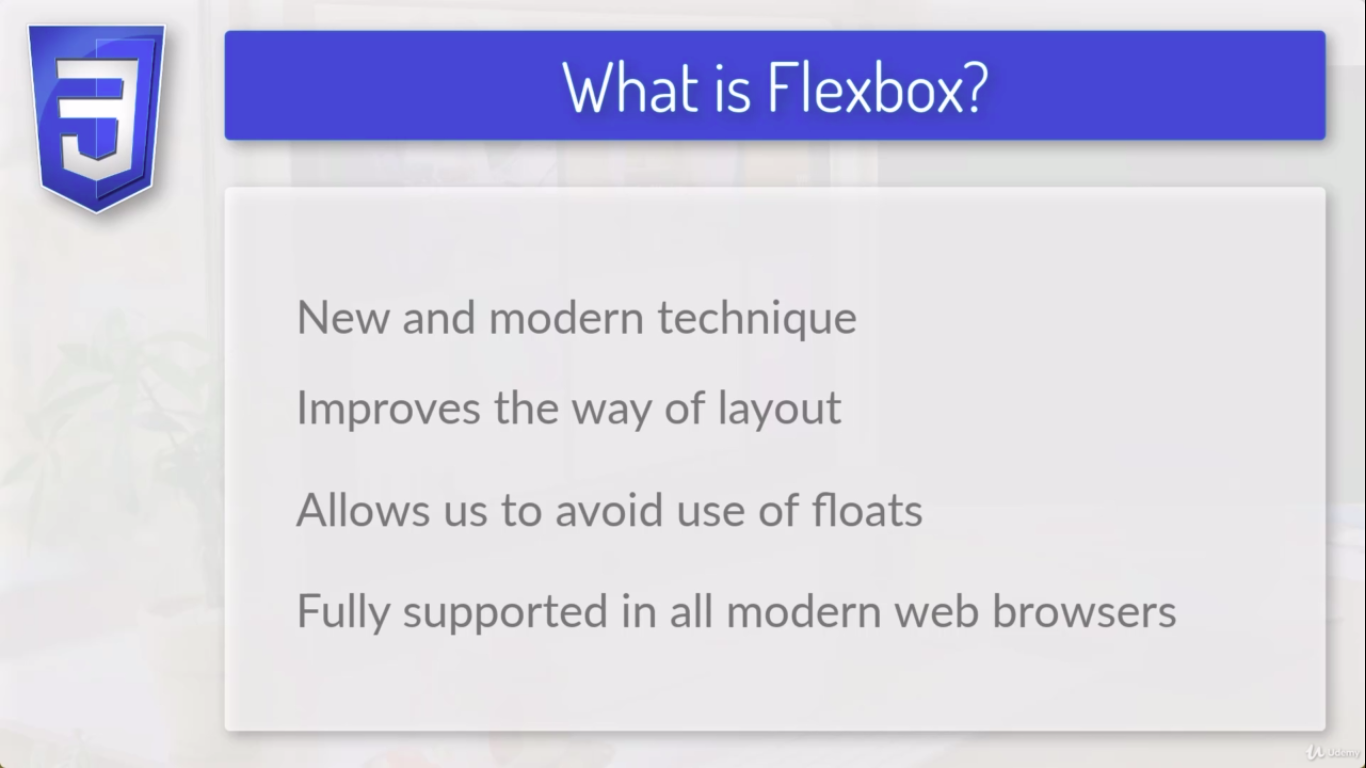 What is Flexbox?
New and modern technique
Improves the way of layout
Allows us to avoid use of floats
Fully supported in all modern web browsers
Udemy